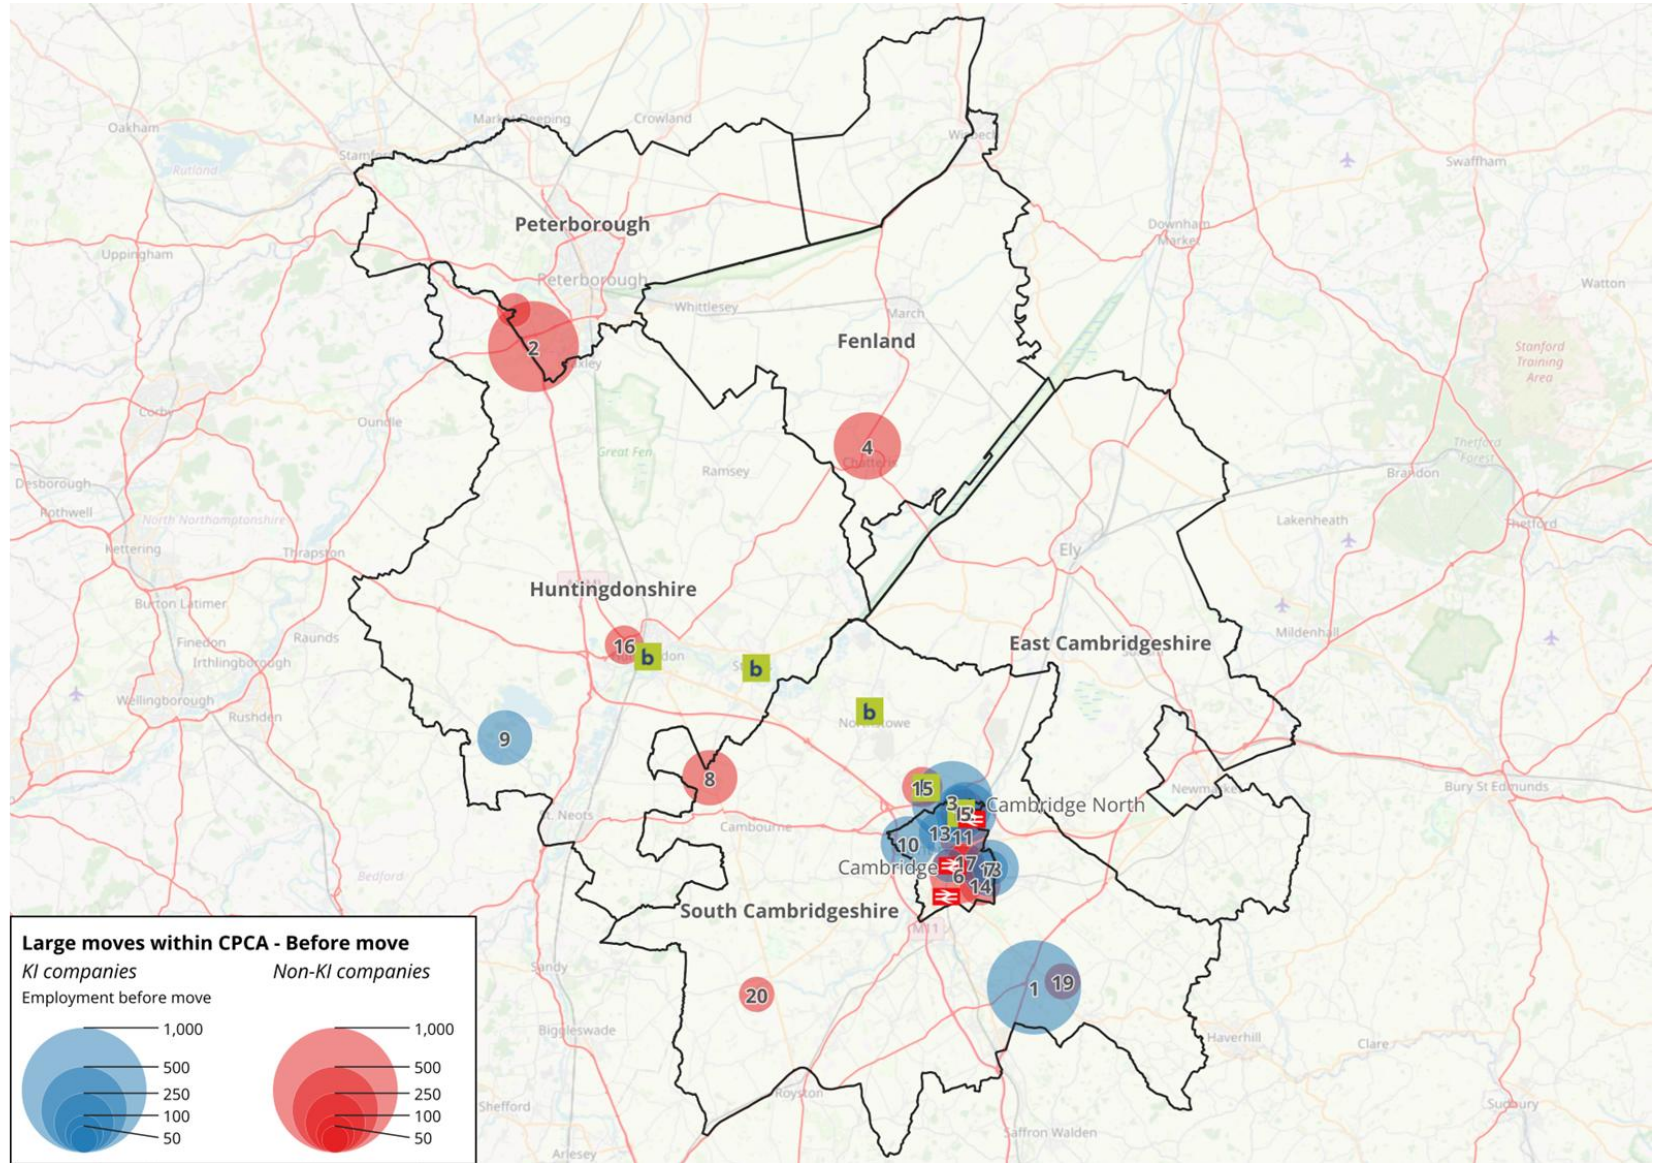 Oakham
Market Deeping
Crowland
Rutland
Stamford
Wisbech
Swaffham
Peterborough
Uppingham
Downham
Market
Peterborough
Whittlesey
March
Watton
Fenland
Stanford
Training
Area
2
Corby
Oundle
Great Fen
4
Chatteris
Ramsey
Thetford
Forest
Brandon
Desborough
Rothwell
North Northamptonshire
Kettering
Thrapston
Lakenheath
Thetford
Ely
Huntingdonshire
Burton Latimer
Finedon
Raunds
Irthlingborough
16
b
b
East Cambridgeshire
Mildenhall
Wellingborough
Rushden
b
Northstowe
9
8
15
3
15
Cambridge North
Newmarket
Bury St Edmunds
St. Neots
Cambourne
13
11
10
Cambridge
17
6
14
Bedford
South Cambridgeshire
M11
Sandy
20
1
19
Biggleswade
Haverhill
Clare
Shefford
Royston
Sudbury
Saffron Walden
Arlesey
Large moves within CPCA - Before move
KI companies
Non-KI companies
Employment before move
1,000
500
250
100
50
1,000
500
250
100
50